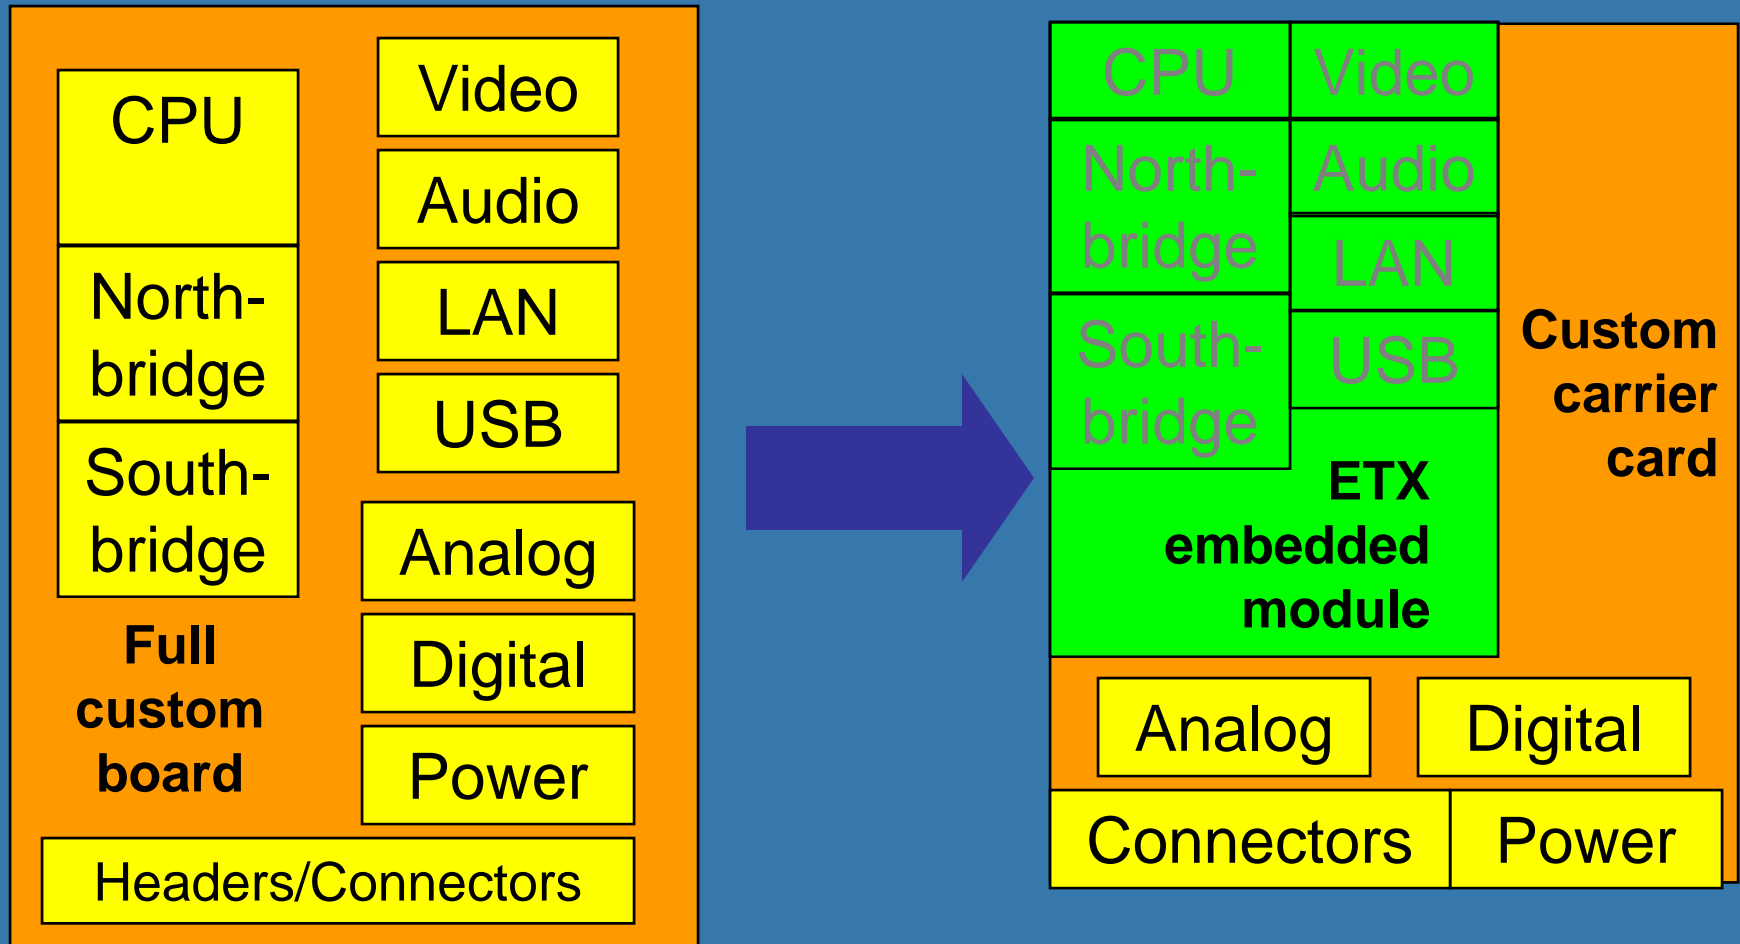 CPU
North-
bridge
South-
bridge
Full
custom
board
Video
Audio
LAN
USB
Analog
Digital
Power
Headers/Connectors
CPU
North-
bridge
South-
bridge
Video
Audio
LAN
USB
ETX
embedded
module
Custom
carrier
card
Analog
Digital
Connectors
Power